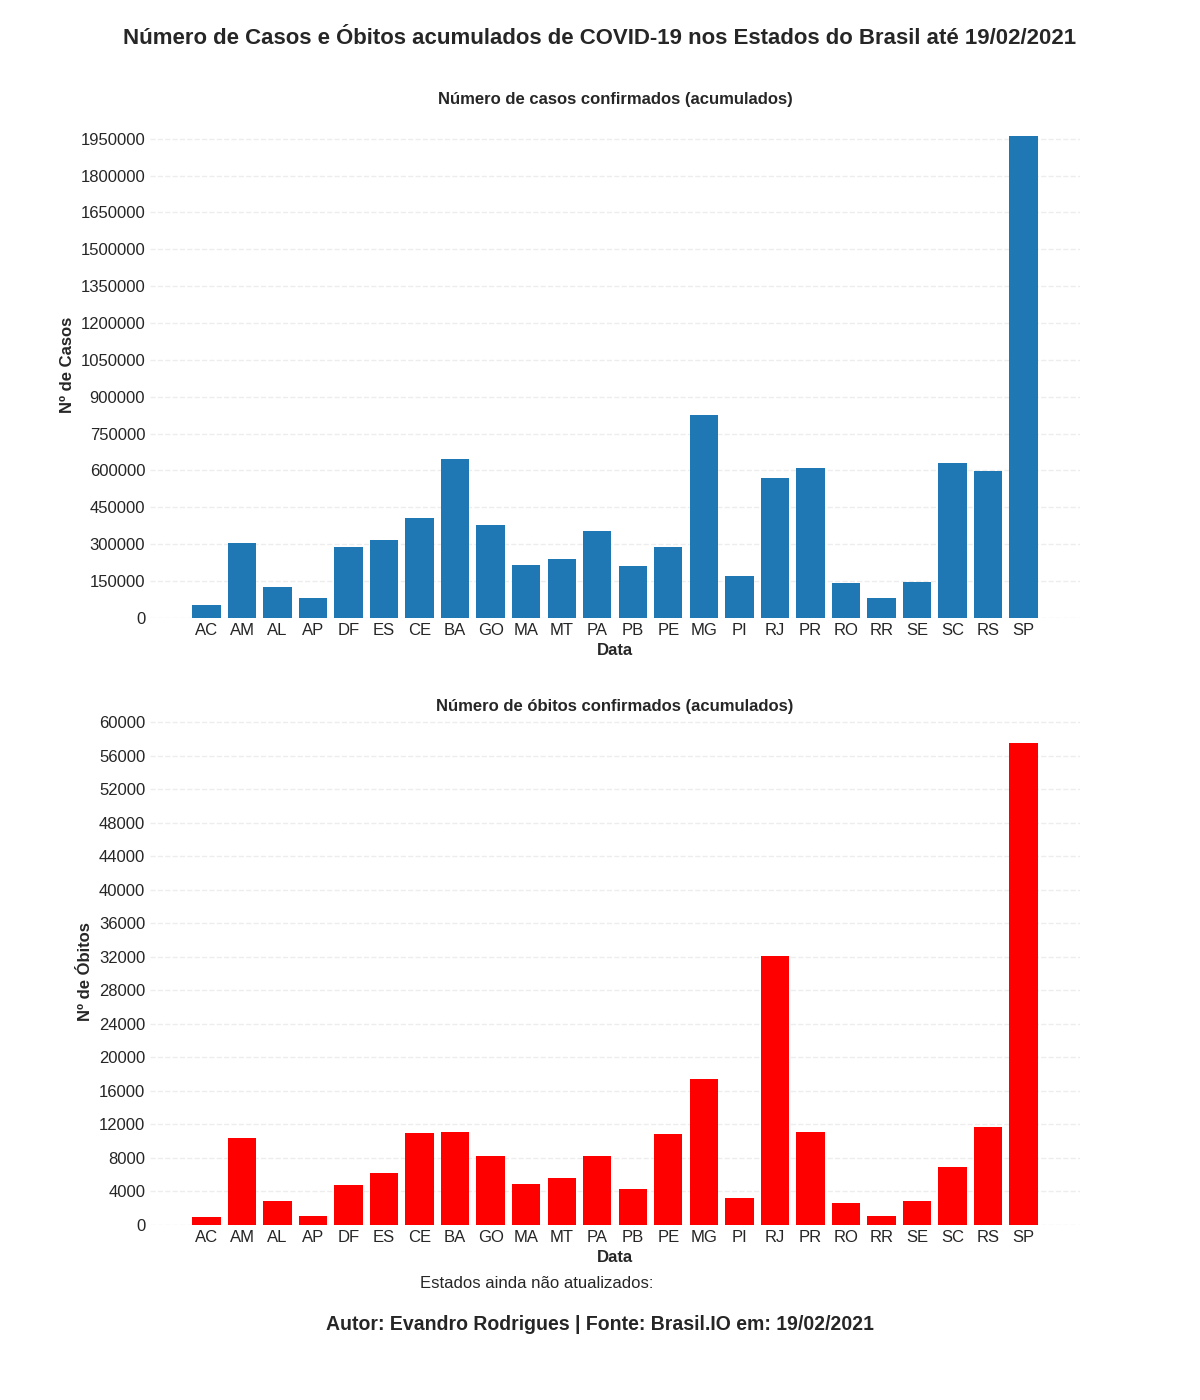 Número de Casos e Óbitos acumulados de COVID-19 nos Estados do Brasil até 19/02/2021
Número de casos confirmados (acumulados)
Nº de Casos
1950000
1800000
1650000
1500000
1350000
1200000
1050000
900000
750000
600000
450000
300000
150000
0
AC AM AL AP DF ES CE BA GO MA MT PA PB PE MG PI RJ PR RO RR SE SC RS SP
Data
Número de óbitos confirmados (acumulados)
Nº de Óbitos
60000
56000
52000
48000
44000
40000
36000
32000
28000
24000
20000
16000
12000
8000
4000
0
AC AM AL AP DF ES CE BA GO MA MT PA PB PE MG PI RJ PR RO RR SE SC RS SP
Data
Estados ainda não atualizados:
Autor: Evandro Rodrigues | Fonte: Brasil.IO em: 19/02/2021